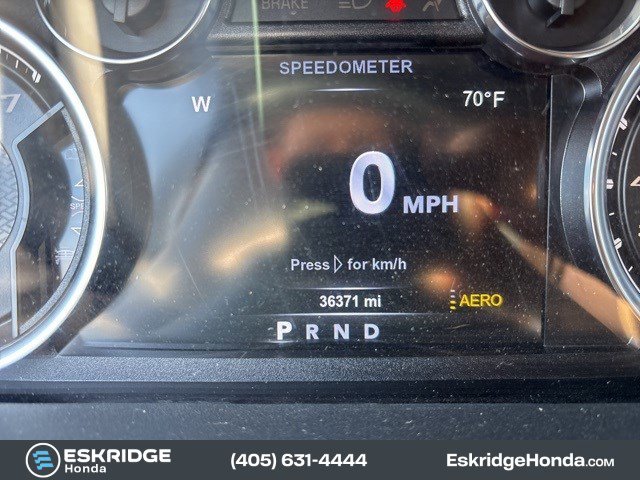 BRAKE
SPEEDOMETER
W 70°F
0 MPH
Press ▷ for km/h
36371 mi AERO
P R N D
ESKRIDGE
Honda
(405) 631-4444
EskridgeHonda.com